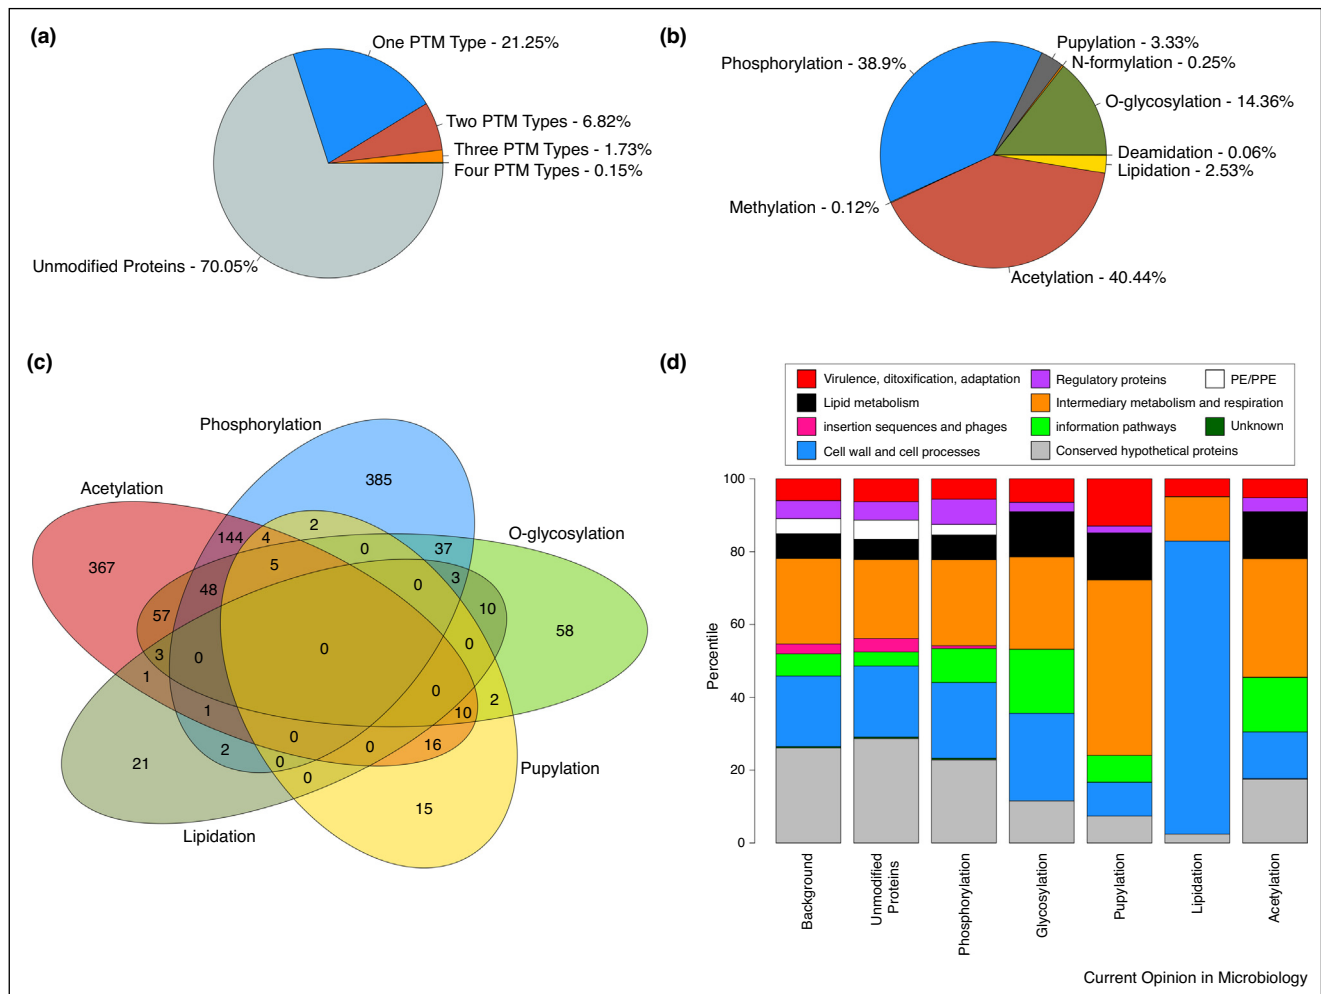 (a)
One PTM Type - 21.25%
Two PTM Types - 6.82%
Three PTM Types - 1.73%
Four PTM Types - 0.15%
Unmodified Proteins - 70.05%
(b)
Pupylation - 3.33%
N-formylation - 0.25%
Phosphorylation - 38.9%
O-glycosylation - 14.36%
Deamidation - 0.06%
Lipidation - 2.53%
Methylation - 0.12%
Acetylation - 40.44%
(c)
Phosphorylation
385
Acetylation
2
O-glycosylation
144
4
0
37
367
5
3
48
0
10
57
58
0
3
0
0
1
0
2
1
10
0
2
0
16
0
21
0
Pupylation
15
Lipidation
(d)
Virulence, ditoxification, adaptation
Regulatory proteins
PE/PPE
Lipid metabolism
Intermediary metabolism and respiration
insertion sequences and phages
information pathways
Unknown
Cell wall and cell processes
Conserved hypothetical proteins
100
80
60
40
20
0
Percentile
Background
Unmodified
Proteins
Phosphorylation
Glycosylation
Pupylation
Lipidation
Acetylation
Current Opinion in Microbiology